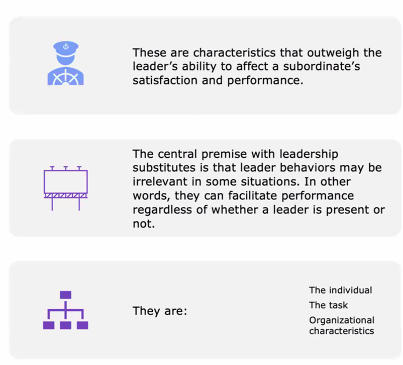 These are characteristics that outweigh the
leader's ability to affect a subordinate's
satisfaction and performance.
The central premise with leadership
substitutes is that leader behaviors may be
irrelevant in some situations. In other
words, they can facilitate performance
regardless of whether a leader is present or
not.
They are:
The individual
The task
Organizational
characteristics